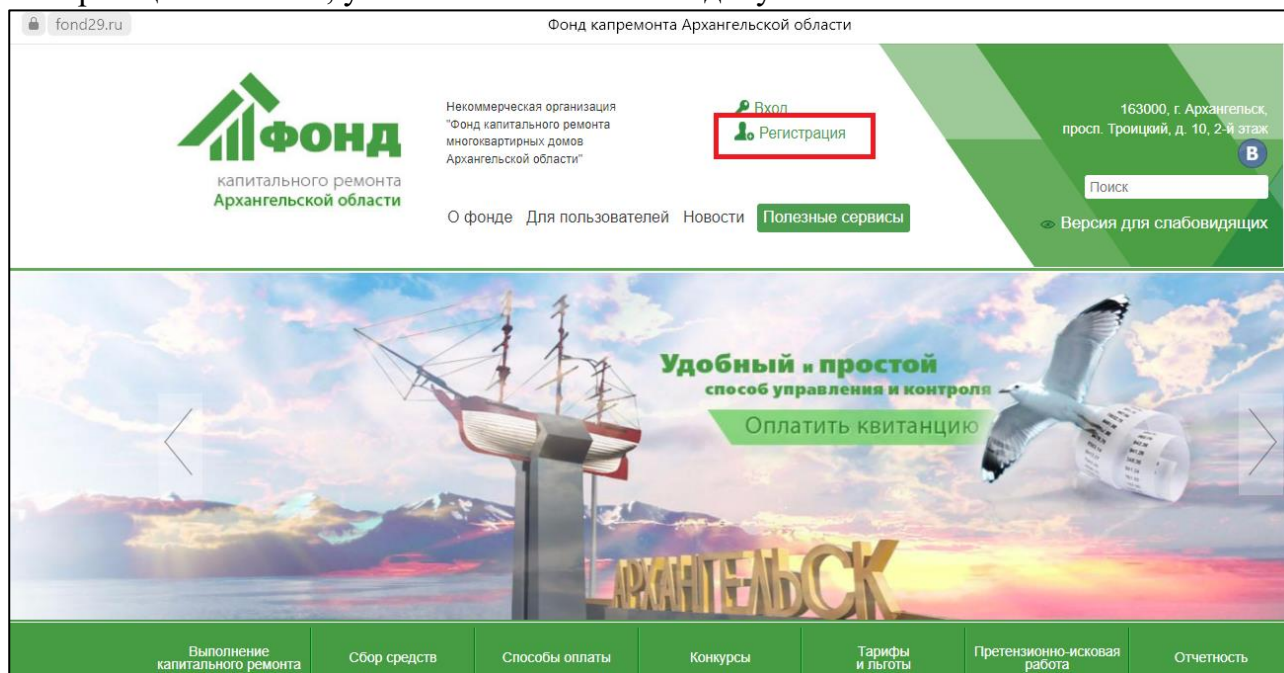 fond29.ru
Фонд капремонта Архангельской области
фонд
капитального ремонта
Архангельской области
Некоммерческая организация
"Фонд капитального ремонта
многоквартирных домов
Архангельской области"
Вход
Регистрация
163000, г. Архангельск,
просп. Троицкий, д. 10, 2-й этаж
В
Поиск
Версия для слабовидящих
О фонде Для пользователей Новости Полезные сервисы
Удобный и простой
способ управления и контроля
Оплатить квитанцию
АРХАНГЕЛЬСК
Выполнение
капитального ремонта
Сбор средств
Способы оплаты
Конкурсы
Тарифы
и льготы
Претензионно-исковая
работа
Отчетность